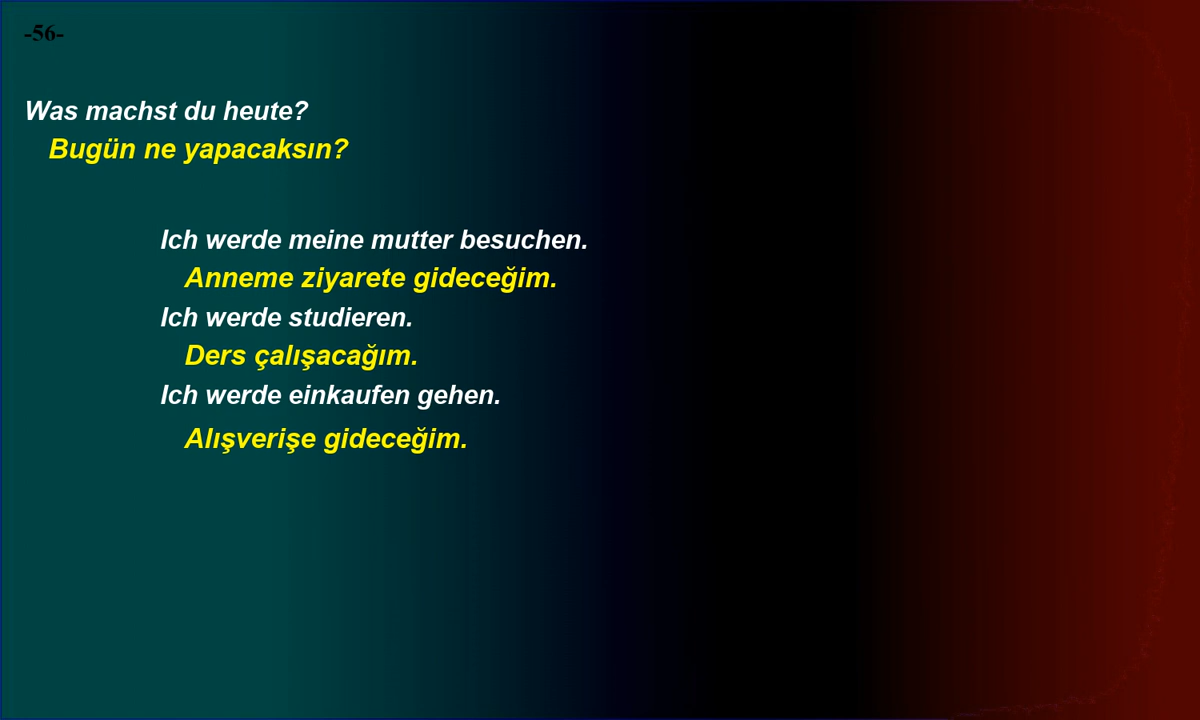 -56-
Was machst du heute?
Bugün ne yapacaksın?
Ich werde meine mutter besuchen.
Anneme ziyarete gideceğim.
Ich werde studieren.
Ders çalışacağım.
Ich werde einkaufen gehen.
Alışverişe gideceğim.